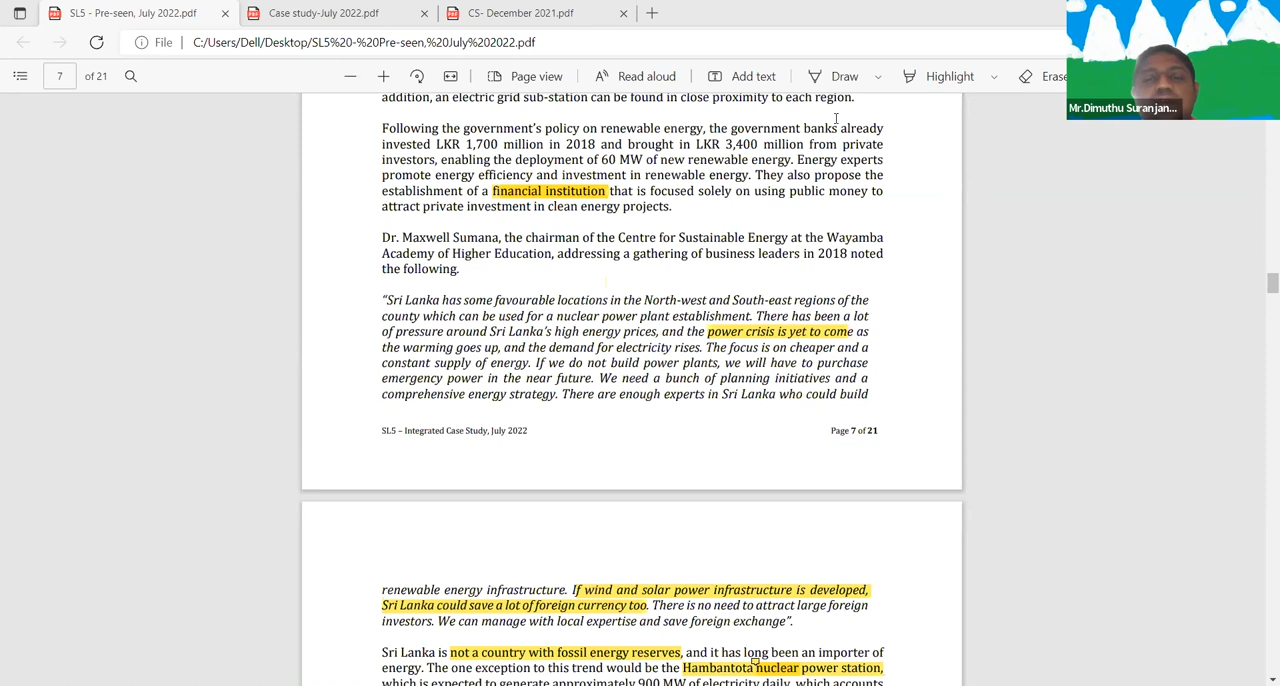 SL5 - Pre-seen, July 2022.pdf
Case study-July 2022.pdf
CS- December 2021.pdf
File
C:/Users/Dell/Desktop/SL5%20-%20Pre-seen,%20July%202022.pdf
7 of 21
Page view
Read aloud
Add text
Draw
Highlight
Erase
Mr.Dimuthu Suranjan...
addition, an electric grid sub-station can be found in close proximity to each region.
Following the government's policy on renewable energy, the government banks already
invested LKR 1,700 million in 2018 and brought in LKR 3,400 million from private
investors, enabling the deployment of 60 MW of new renewable energy. Energy experts
promote energy efficiency and investment in renewable energy. They also propose the
establishment of a financial institution that is focused solely on using public money to
attract private investment in clean energy projects.
Dr. Maxwell Sumana, the chairman of the Centre for Sustainable Energy at the Wayamba
Academy of Higher Education, addressing a gathering of business leaders in 2018 noted
the following.
"Sri Lanka has some favourable locations in the North-west and South-east regions of the
county which can be used for a nuclear power plant establishment. There has been a lot
of pressure around Sri Lanka's high energy prices, and the power crisis is yet to come as
the warming goes up, and the demand for electricity rises. The focus is on cheaper and a
constant supply of energy. If we do not build power plants, we will have to purchase
emergency power in the near future. We need a bunch of planning initiatives and a
comprehensive energy strategy. There are enough experts in Sri Lanka who could build
SL5 – Integrated Case Study, July 2022
Page 7 of 21
renewable energy infrastructure. If wind and solar power infrastructure is developed,
Sri Lanka could save a lot of foreign currency too. There is no need to attract large foreign
investors. We can manage with local expertise and save foreign exchange".
Sri Lanka is not a country with fossil energy reserves, and it has long been an importer of
energy. The one exception to this trend would be the Hambantota nuclear power station,
which is expected to generate approximately 900 MW of electricity daily, which accounts